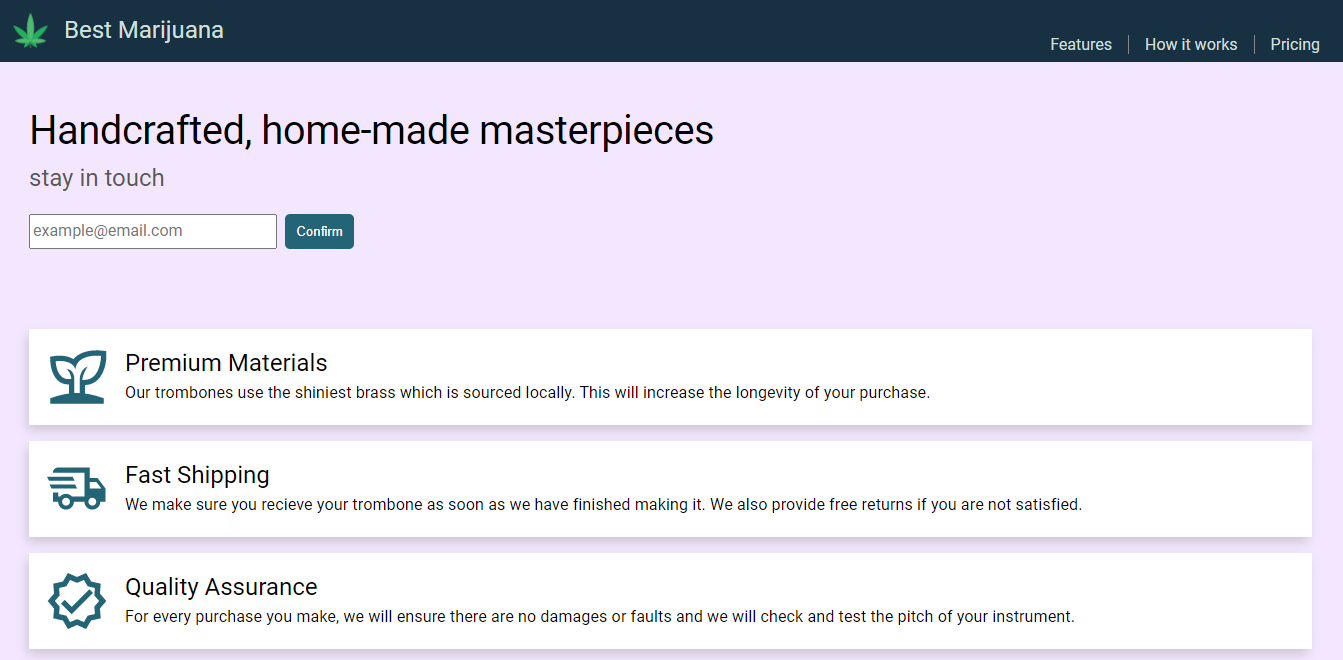 Best Marijuana
Features
How it works
Pricing
Handcrafted, home-made masterpieces
stay in touch
example@email.com
Confirm
Premium Materials
Our trombones use the shiniest brass which is sourced locally. This will increase the longevity of your purchase.
Fast Shipping
We make sure you recieve your trombone as soon as we have finished making it. We also provide free returns if you are not satisfied.
Quality Assurance
For every purchase you make, we will ensure there are no damages or faults and we will check and test the pitch of your instrument.